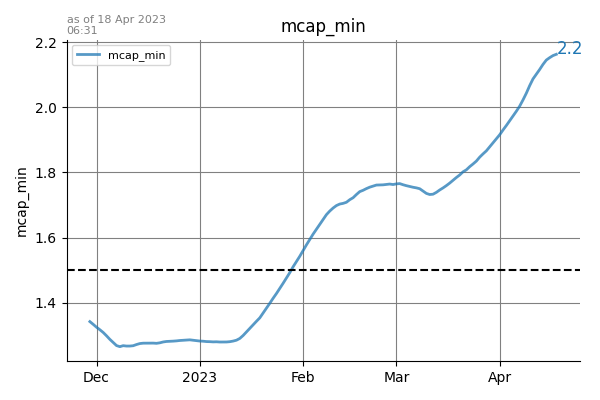 as of 18 Apr 2023
06:31
mcap_min
mcap_min
2.2
2.2
2.0
1.8
1.6
1.4
mcap_min
Dec
2023
Feb
Mar
Apr